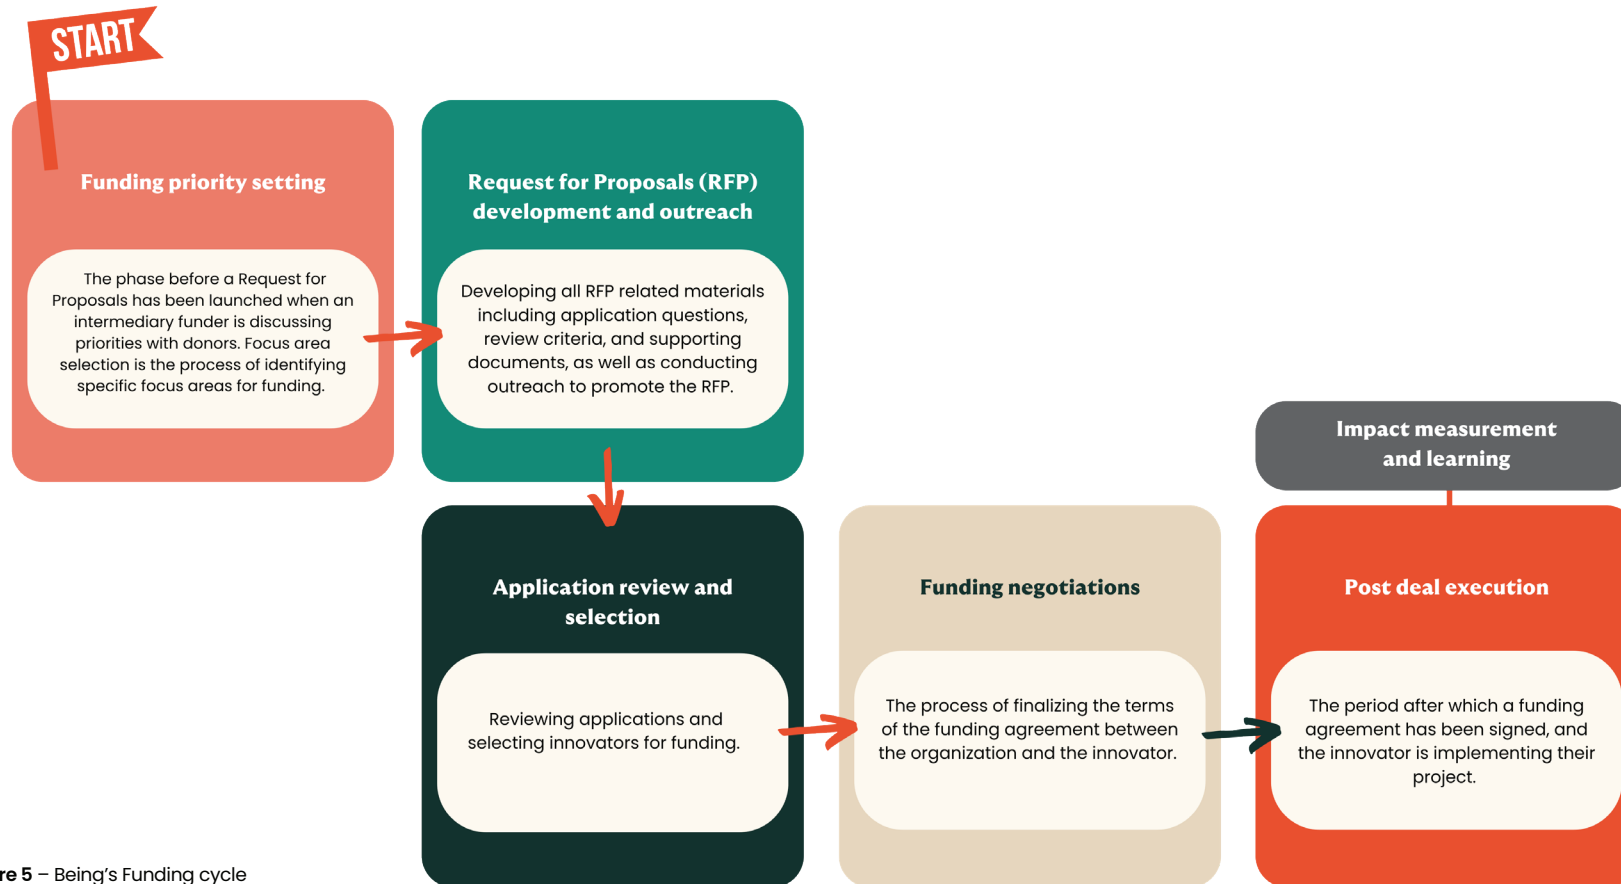 START
Funding priority setting
The phase before a Request for
Proposals has been launched when an
intermediary funder is discussing
priorities with donors. Focus area
selection is the process of identifying
specific focus areas for funding.
Request for Proposals (RFP)
development and outreach
Developing all RFP related materials
including application questions,
review criteria, and supporting
documents, as well as conducting
outreach to promote the RFP.
Application review and
selection
Reviewing applications and
selecting innovators for funding.
Funding negotiations
The process of finalizing the terms
of the funding agreement between
the organization and the innovator.
Impact measurement
and learning
Post deal execution
The period after which a funding
agreement has been signed, and
the innovator is implementing their
project.
re 5 – Being’s Funding cycle